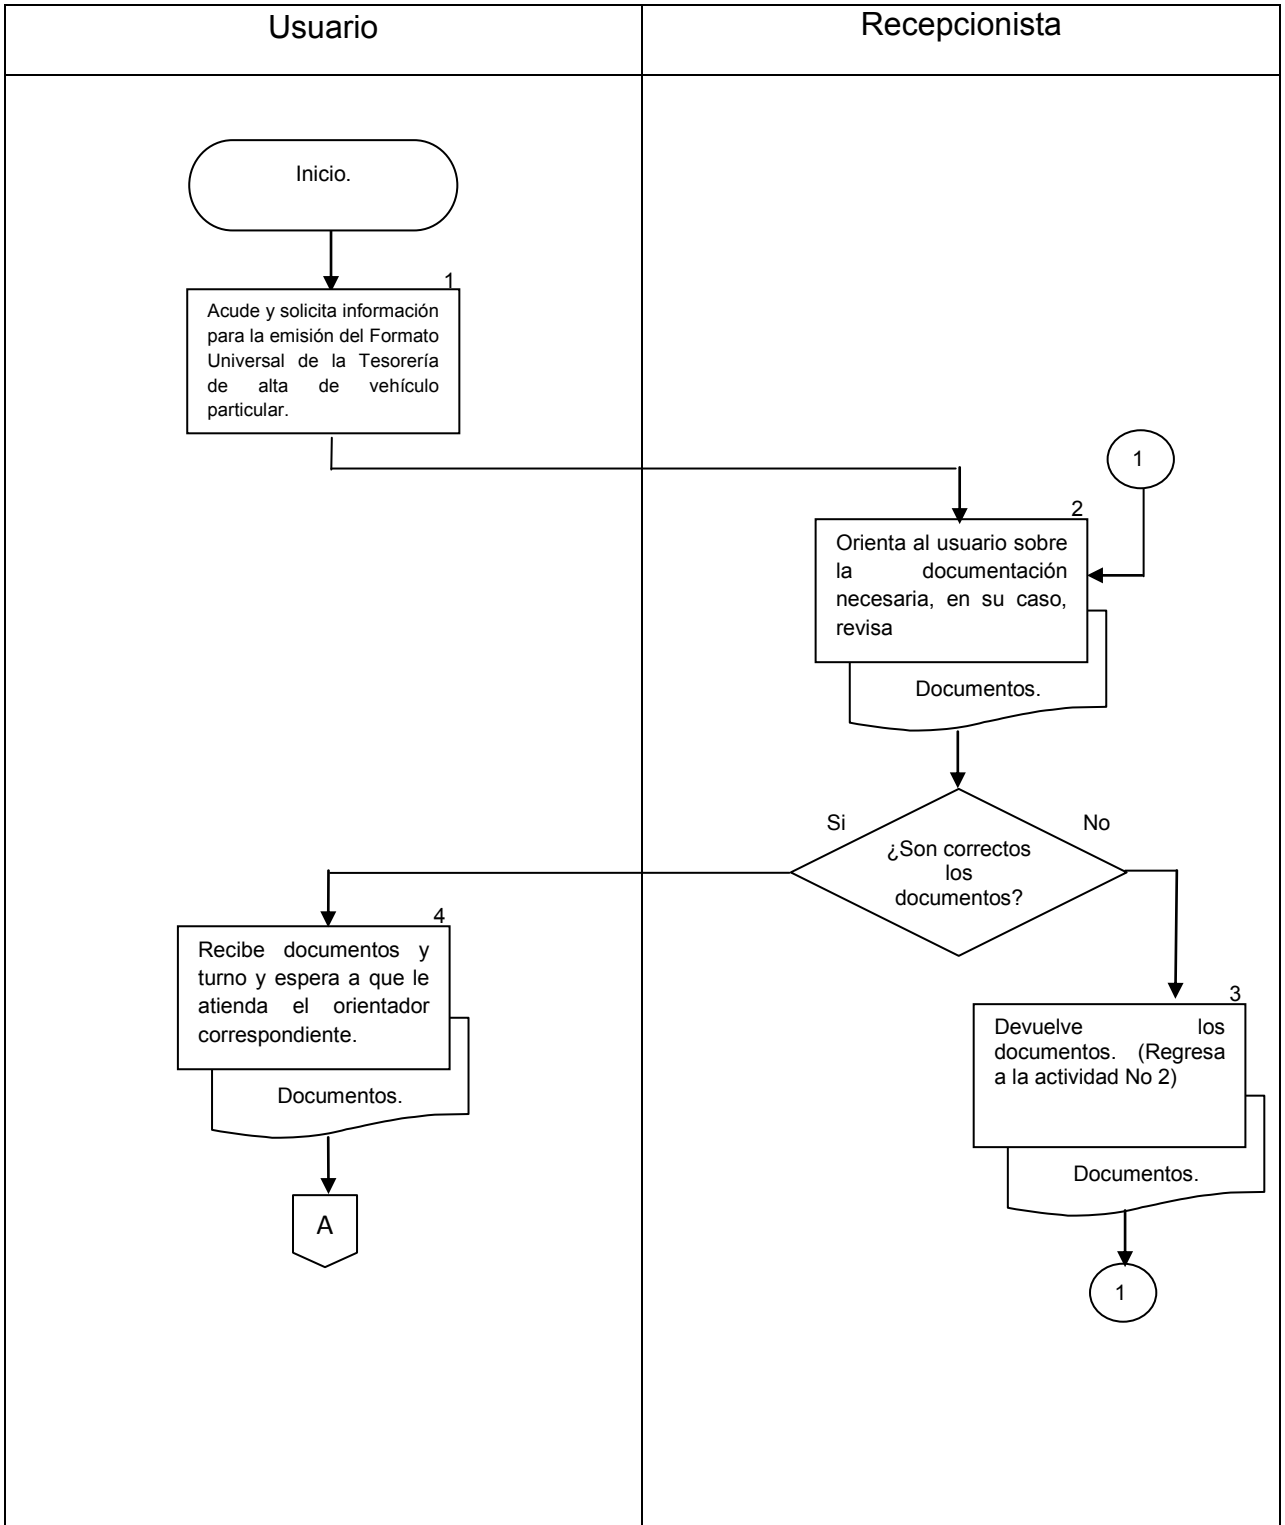 Usuario
Recepcionista
Inicio.
1
Acude y solicita información
para la emisión del Formato
Universal de la Tesorería
de alta de vehículo
particular.
1
2
Orienta al usuario sobre
la documentación
necesaria, en su caso,
revisa
Documentos.
Si
No
¿Son correctos
los
documentos?
4
Recibe documentos y
turno y espera a que le
atienda el orientador
correspondiente.
Documentos.
A
3
Devuelve los
documentos. (Regresa
a la actividad No 2)
Documentos.
1